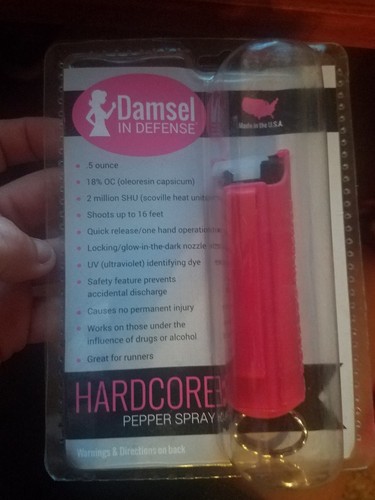 Damsel
IN DEFENSE
Made in the U.S.A
.5 ounce
18% OC (oleoresin capsicum)
2 million SHU (scoville heat units)
Shoots up to 16 feet
Quick release/one hand operation
Locking/glow-in-the-dark nozzle
UV (ultraviolet) identifying dye
Safety feature prevents
accidental discharge
Causes no permanent injury
Works on those under the
influence of drugs or alcohol
Great for runners
HARDCORE
PEPPER SPRAY
Warnings & Directions on back